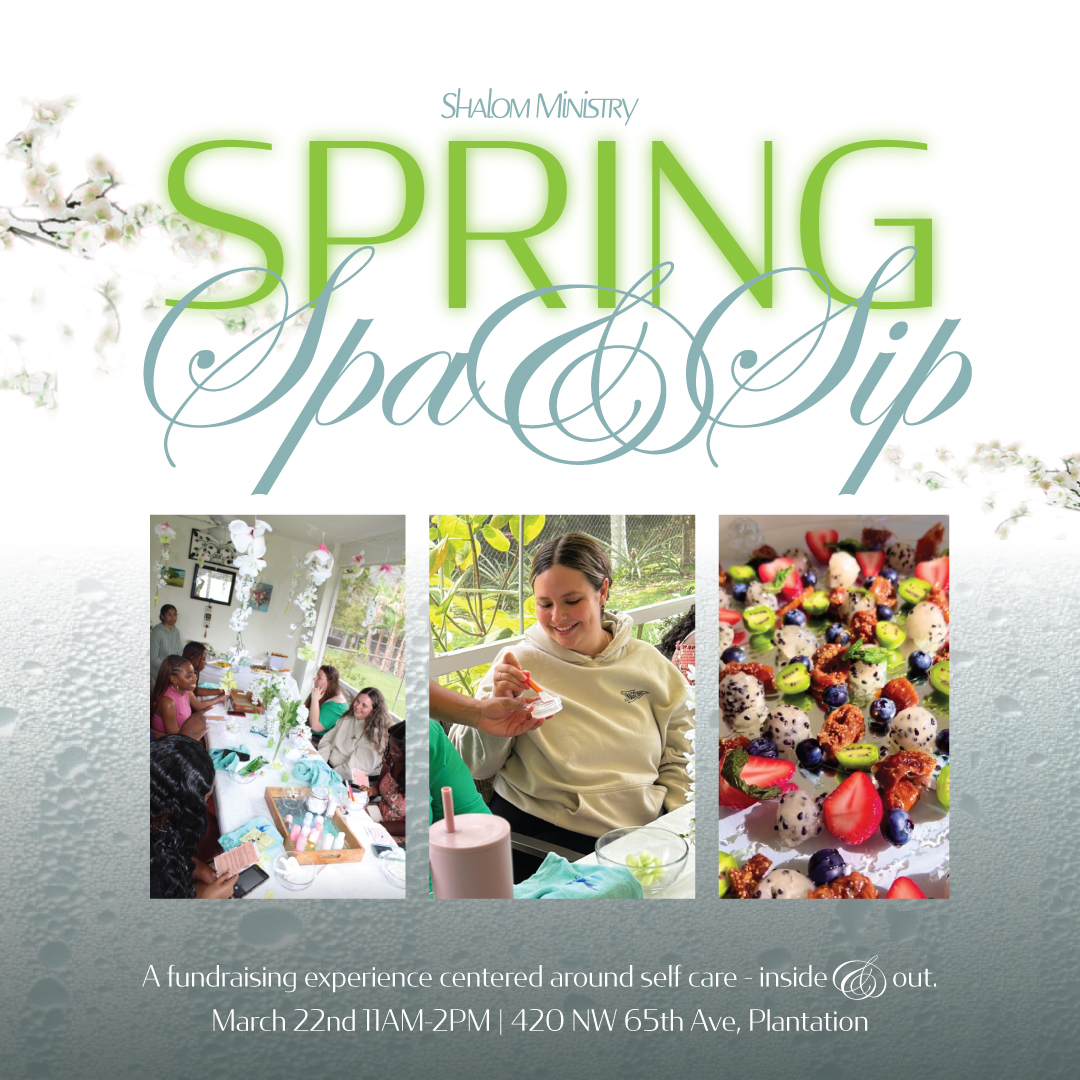 Shalom Ministry
SPRING
Spa & Sip
A fundraising experience centered around self care - inside & out.
March 22nd 11AM-2PM | 420 NW 65th Ave, Plantation